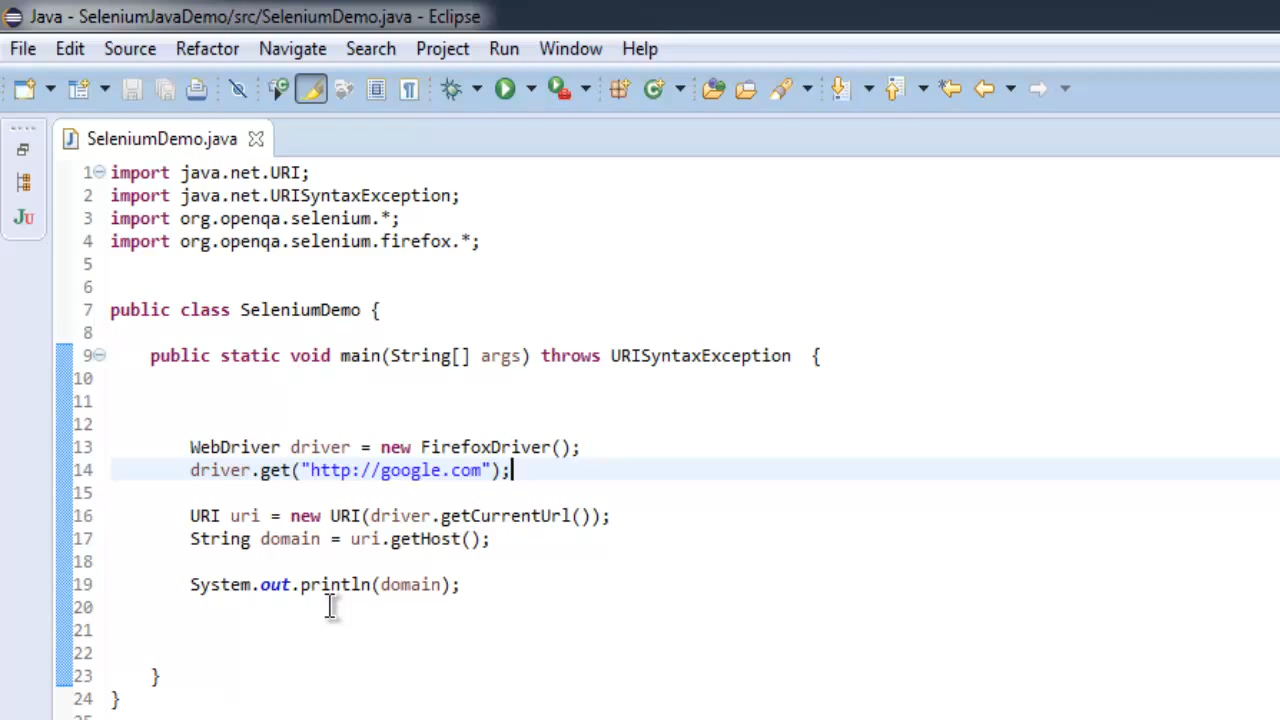 Java - SeleniumJavaDemo/src/SeleniumDemo.java - Eclipse
File Edit Source Refactor Navigate Search Project Run Window Help
SeleniumDemo.java
JU
1 import java.net.URI;
2 import java.net.URISyntaxException;
3 import org.openqa.selenium.*;
4 import org.openqa.selenium.firefox.*;
5
6
7 public class SeleniumDemo {
8
9 public static void main(String[] args) throws URISyntaxException {
10
11
12
13 WebDriver driver = new FirefoxDriver();
14 driver.get("http://google.com");
15
16 URI uri = new URI(driver.getCurrentUrl());
17 String domain = uri.getHost();
18
19 System.out.println(domain);
20
21
22
23 }
24 }